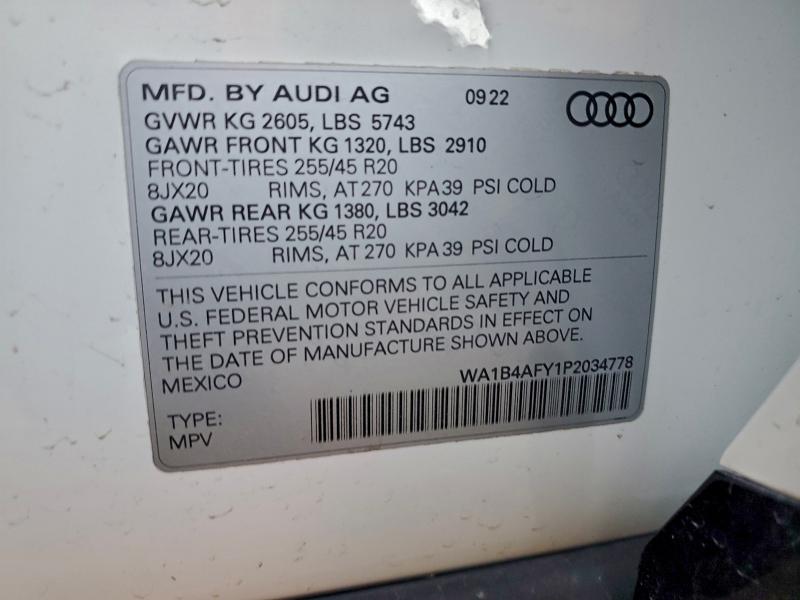 MFD. BY AUDI AG 09 22
GVWR KG 2605, LBS 5743
GAWR FRONT KG 1320, LBS 2910
FRONT-TIRES 255/45 R20
8JX20 RIMS, AT 270 KPA 39 PSI COLD
GAWR REAR KG 1380, LBS 3042
REAR-TIRES 255/45 R20
8JX20 RIMS, AT 270 KPA 39 PSI COLD
THIS VEHICLE CONFORMS TO ALL APPLICABLE
U.S. FEDERAL MOTOR VEHICLE SAFETY AND
THEFT PREVENTION STANDARDS IN EFFECT ON
THE DATE OF MANUFACTURE SHOWN ABOVE.
MEXICO WA1B4AFY1P2034778
TYPE:
MPV